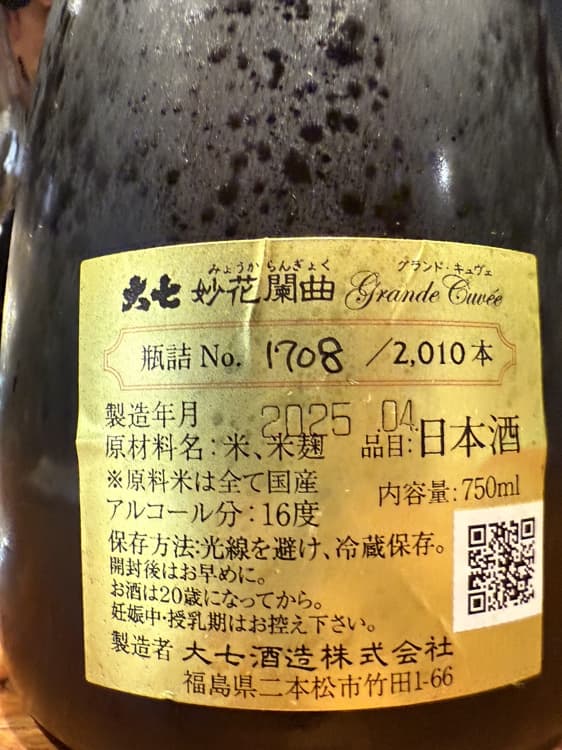 みょうからんぎょく グランド・キュヴェ
大七 妙花闌曲 Grande Cuvée
瓶詰 No. 1708 /2,010本
製造年月 2025 .04
原材料名:米、米麹 品目:日本酒
※原料米は全て国産
内容量:750ml
アルコール分:16度
保存方法:光線を避け、冷蔵保存。
開封後はお早めに。
お酒は20歳になってから。
妊娠中・授乳期はお控え下さい。
製造者 大七酒造株式会社
福島県二本松市竹田1-66